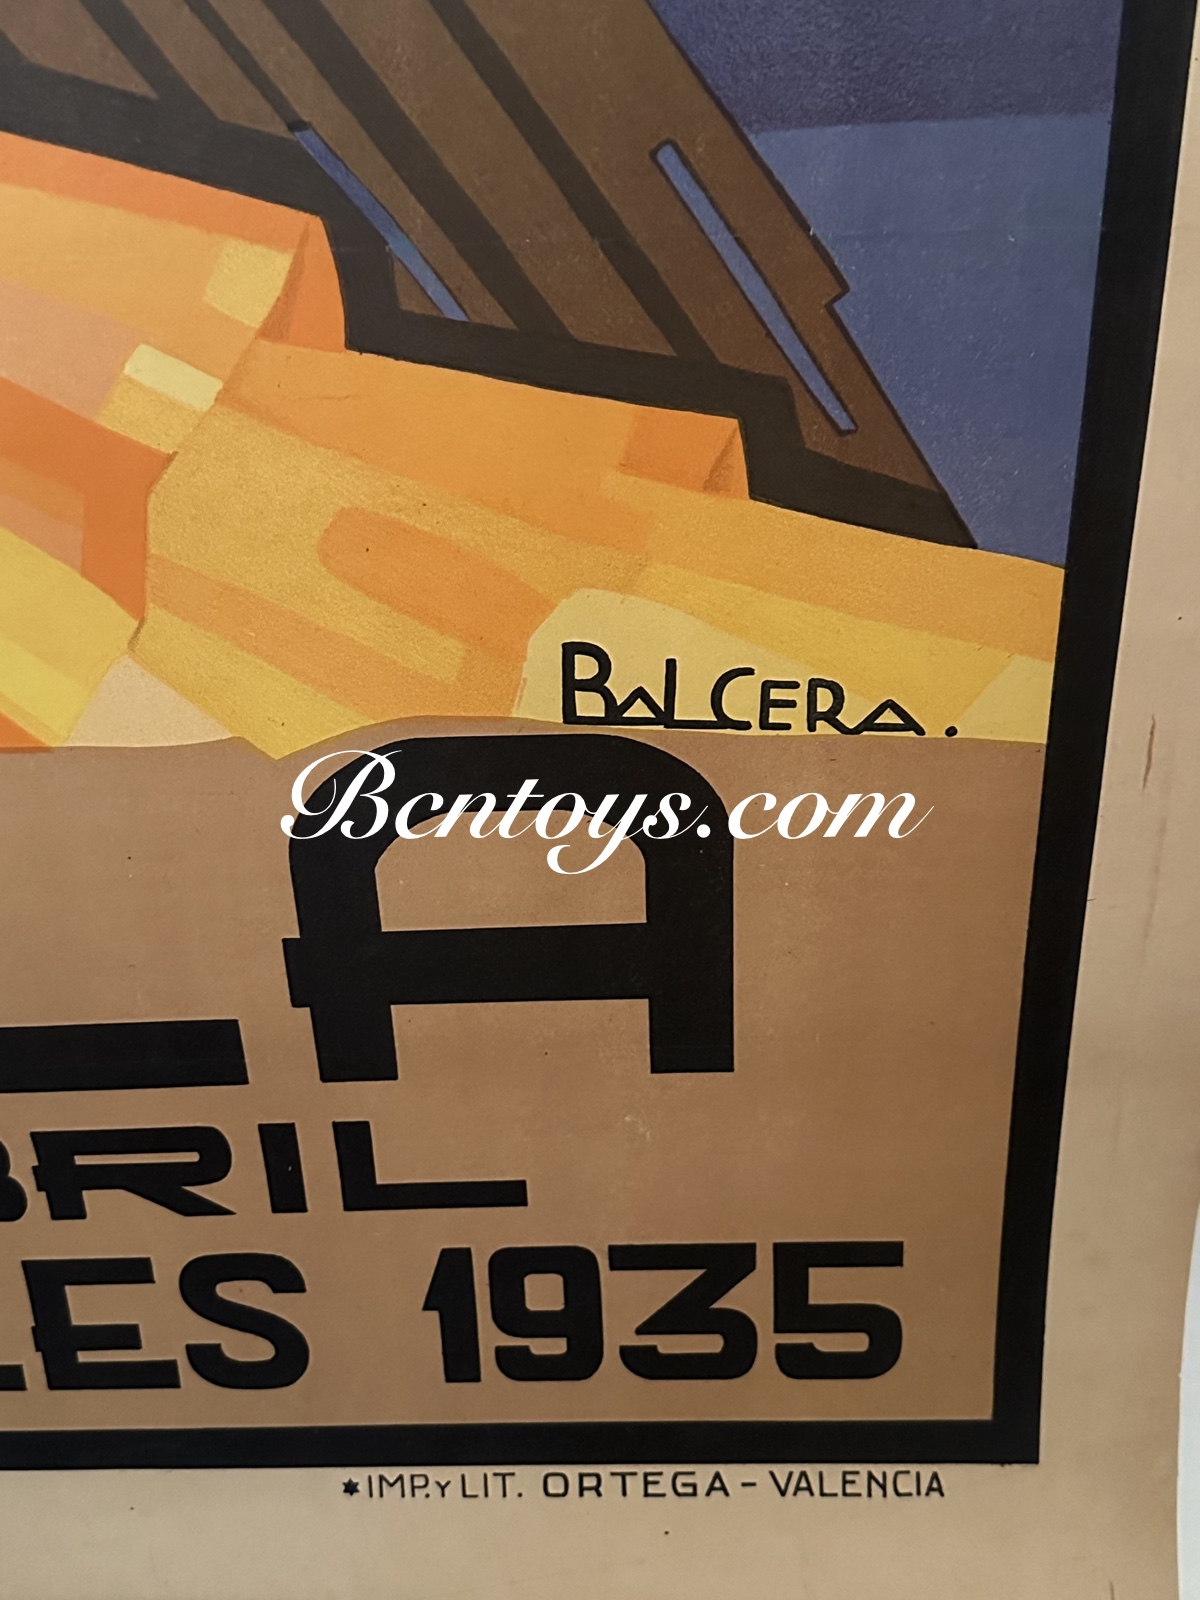 BALCERA.
Bcntoys.com
A
BRIL
LES 1935
*IMP. Y LIT. ORTEGA - VALENCIA